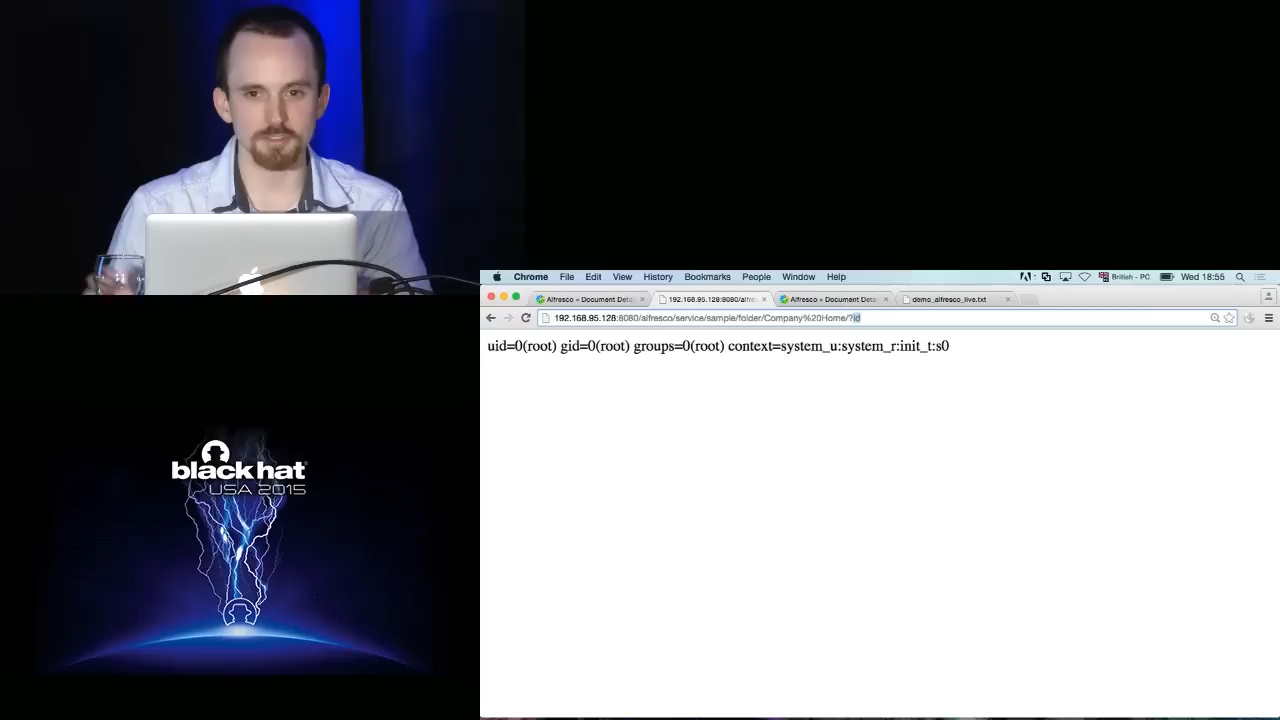 Chrome File Edit View History Bookmarks People Window Help British - PC Wed 18:55
Alfresco » Document Deta 192.168.95.128:8080/alfre Alfresco » Document Deta demo_alfresco_live.txt
192.168.95.128:8080/alfresco/service/sample/folder/Company%20Home/?id
uid=0(root) gid=0(root) groups=0(root) context=system_u:system_r:init_t:s0
black hat
USA 2015